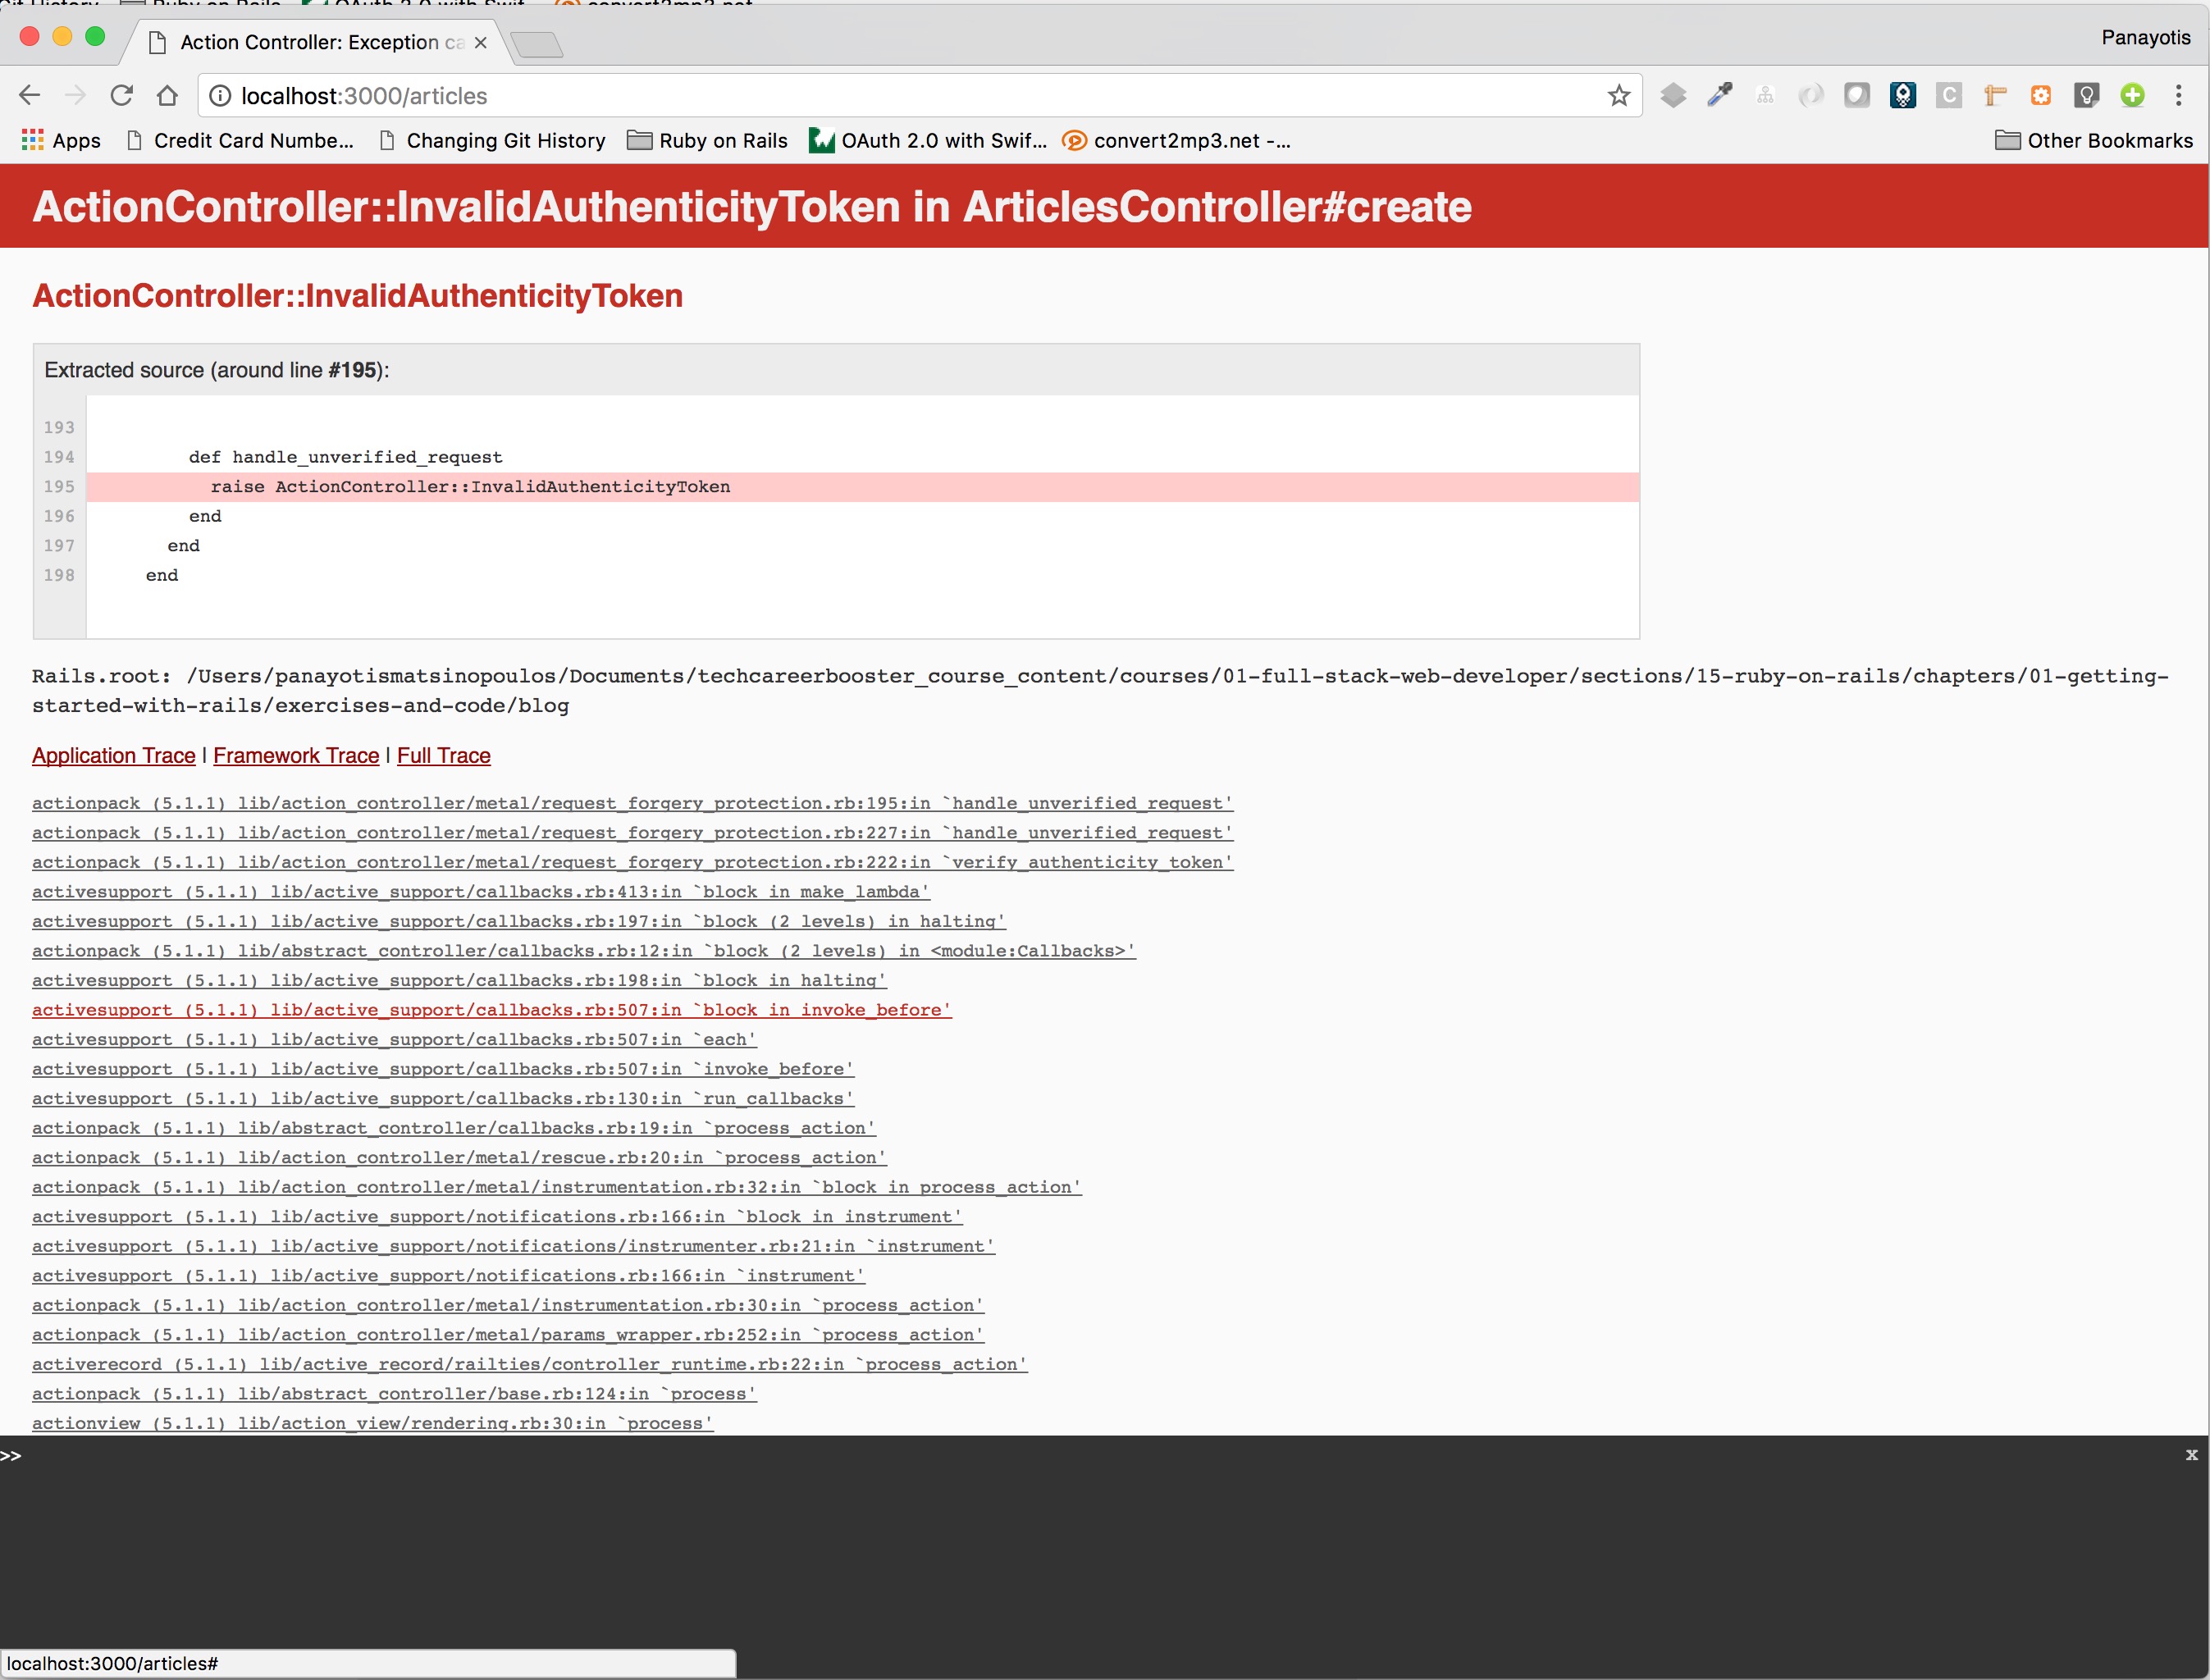 Action Controller: Exception ca
Panayotis
localhost:3000/articles
C
Apps
Credit Card Numbe...
Changing Git History
Ruby on Rails
OAuth 2.0 with Swif...
convert2mp3.net -...
Other Bookmarks
ActionController::InvalidAuthenticityToken in ArticlesController#create
ActionController::InvalidAuthenticityToken
Extracted source (around line #195):
193
194 def handle_unverified_request
195 raise ActionController::InvalidAuthenticityToken
196 end
197 end
198 end
Rails.root: /Users/panayotismatsinopoulos/Documents/techcareerbooster_course_content/courses/01-full-stack-web-developer/sections/15-ruby-on-rails/chapters/01-getting-
started-with-rails/exercises-and-code/blog
Application Trace | Framework Trace | Full Trace
actionpack (5.1.1) lib/action_controller/metal/request_forgery_protection.rb:195:in `handle_unverified_request'
actionpack (5.1.1) lib/action_controller/metal/request_forgery_protection.rb:227:in `handle_unverified_request'
actionpack (5.1.1) lib/action_controller/metal/request_forgery_protection.rb:222:in `verify_authenticity_token'
activesupport (5.1.1) lib/active_support/callbacks.rb:413:in `block in make_lambda'
activesupport (5.1.1) lib/active_support/callbacks.rb:197:in `block (2 levels) in halting'
actionpack (5.1.1) lib/abstract_controller/callbacks.rb:12:in `block (2 levels) in <module:Callbacks>'
activesupport (5.1.1) lib/active_support/callbacks.rb:198:in `block in halting'
activesupport (5.1.1) lib/active_support/callbacks.rb:507:in `block in invoke_before'
activesupport (5.1.1) lib/active_support/callbacks.rb:507:in `each'
activesupport (5.1.1) lib/active_support/callbacks.rb:507:in `invoke_before'
activesupport (5.1.1) lib/active_support/callbacks.rb:130:in `run_callbacks'
actionpack (5.1.1) lib/abstract_controller/callbacks.rb:19:in `process_action'
actionpack (5.1.1) lib/action_controller/metal/rescue.rb:20:in `process_action'
actionpack (5.1.1) lib/action_controller/metal/instrumentation.rb:32:in `block in process_action'
activesupport (5.1.1) lib/active_support/notifications.rb:166:in `block in instrument'
activesupport (5.1.1) lib/active_support/notifications/instrumenter.rb:21:in `instrument'
activesupport (5.1.1) lib/active_support/notifications.rb:166:in `instrument'
actionpack (5.1.1) lib/action_controller/metal/instrumentation.rb:30:in `process_action'
actionpack (5.1.1) lib/action_controller/metal/params_wrapper.rb:252:in `process_action'
activerecord (5.1.1) lib/active_record/railties/controller_runtime.rb:22:in `process_action'
actionpack (5.1.1) lib/abstract_controller/base.rb:124:in `process'
actionview (5.1.1) lib/action_view/rendering.rb:30:in `process'
>>
x
localhost:3000/articles#